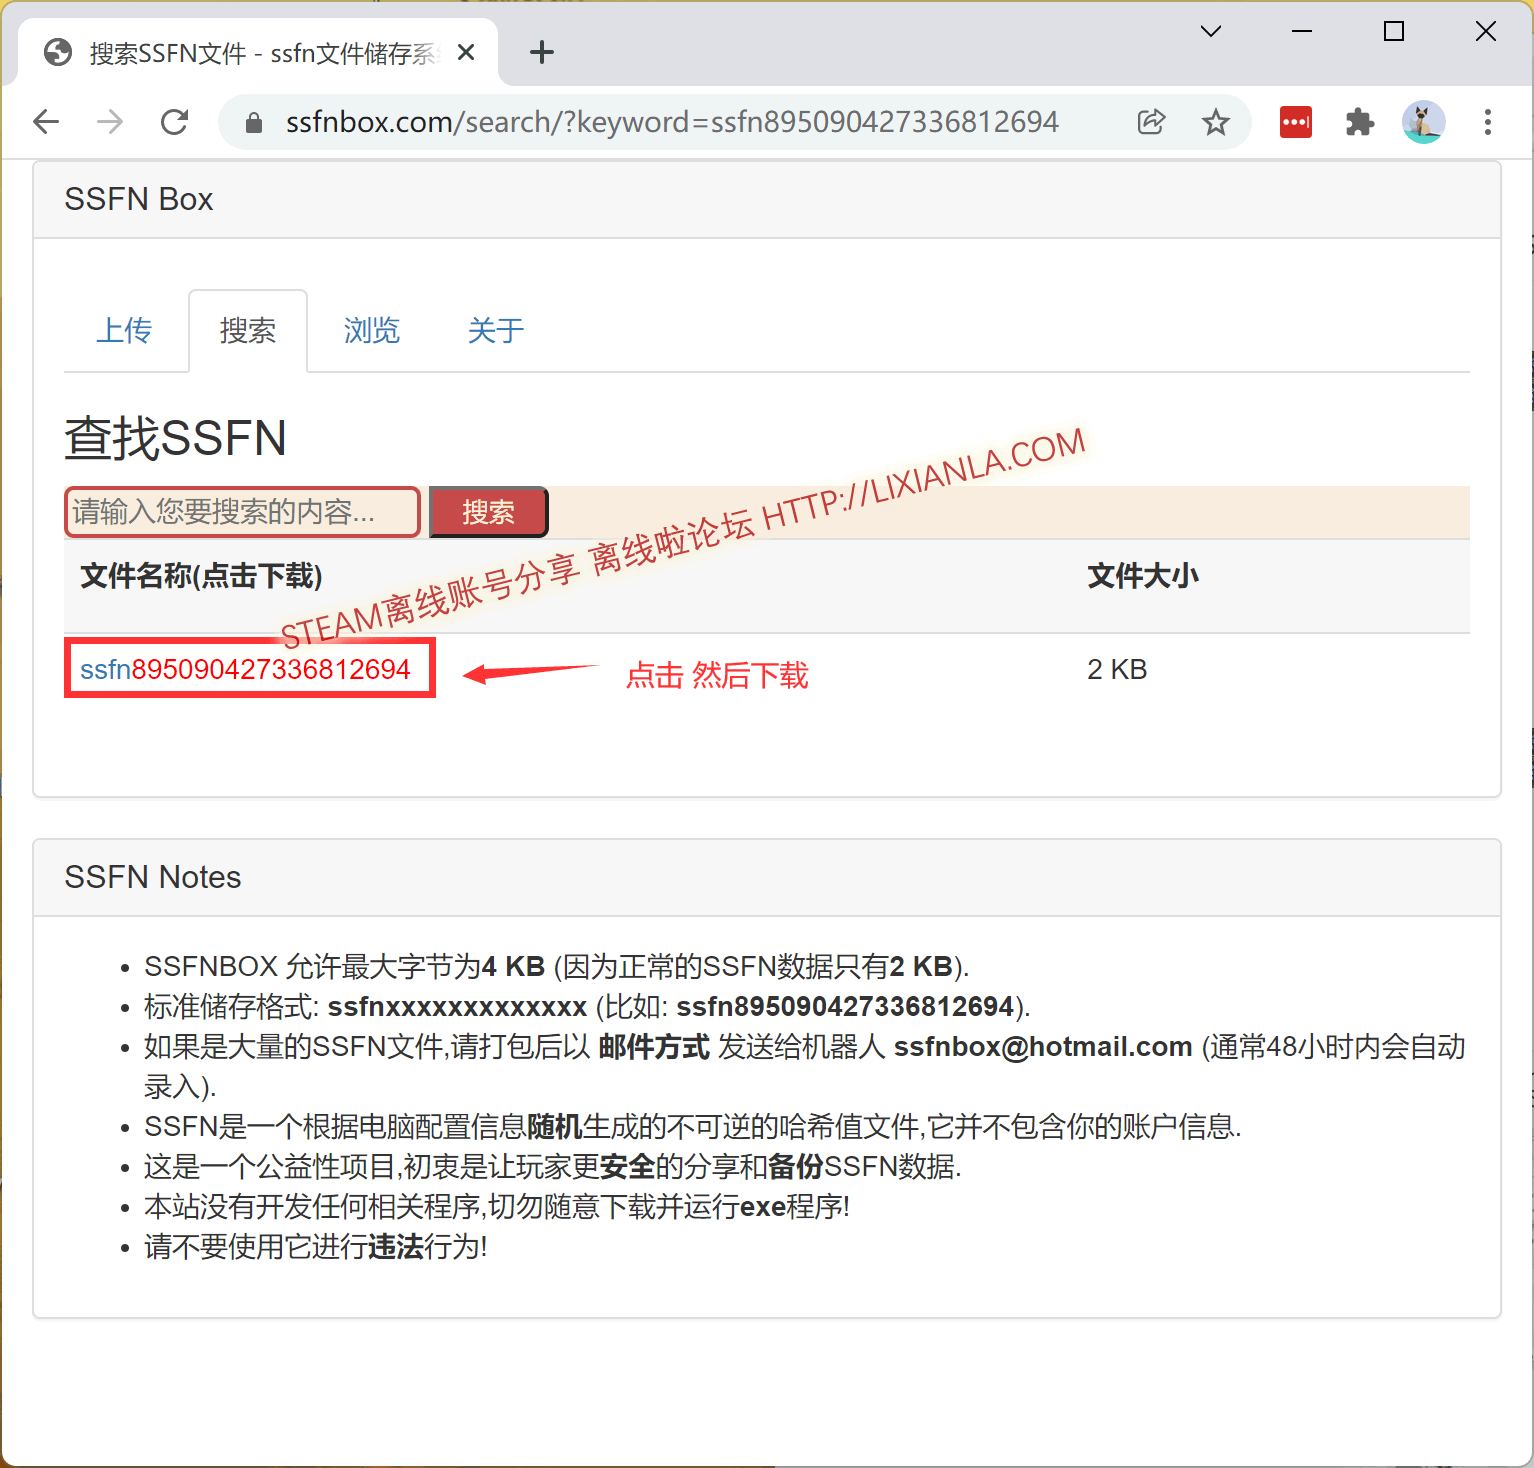 搜索SSFN文件 - ssfn文件储存系
ssfnbox.com/search/?keyword=ssfn895090427336812694
SSFN Box
上传 搜索 浏览 关于
查找SSFN
请输入您要搜索的内容... 搜索
STEAM离线账号分享 离线啦论坛 HTTP://LIXIANLA.COM
文件名称(点击下载) 文件大小
ssfn895090427336812694 点击 然后下载 2 KB
SSFN Notes
SSFNBOX 允许最大字节为4 KB (因为正常的SSFN数据只有2 KB).
标准储存格式: ssfnxxxxxxxxxxxxx (比如: ssfn895090427336812694).
如果是大量的SSFN文件,请打包后以 邮件方式 发送给机器人 ssfnbox@hotmail.com (通常48小时内会自动
录入).
SSFN是一个根据电脑配置信息随机生成的不可逆的哈希值文件,它并不包含你的账户信息.
这是一个公益性项目,初衷是让玩家更安全的分享和备份SSFN数据.
本站没有开发任何相关程序,切勿随意下载并运行exe程序!
请不要使用它进行违法行为!